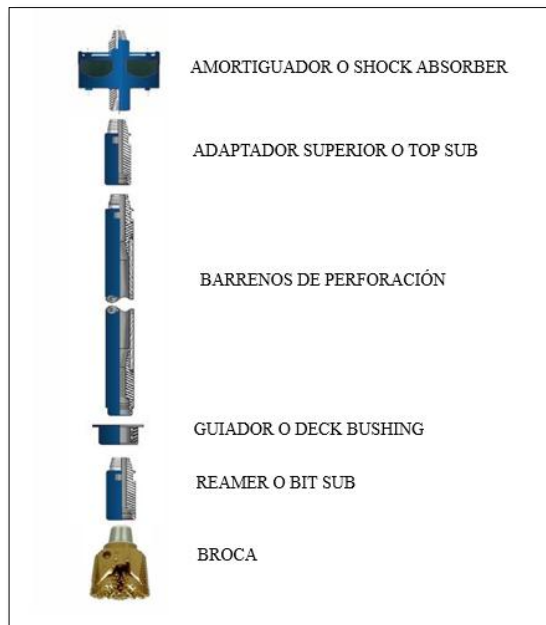 AMORTIGUADOR O SHOCK ABSORBER
ADAPTADOR SUPERIOR O TOP SUB
BARRENOS DE PERFORACIÓN
GUIADOR O DECK BUSHING
REAMER O BIT SUB
BROCA